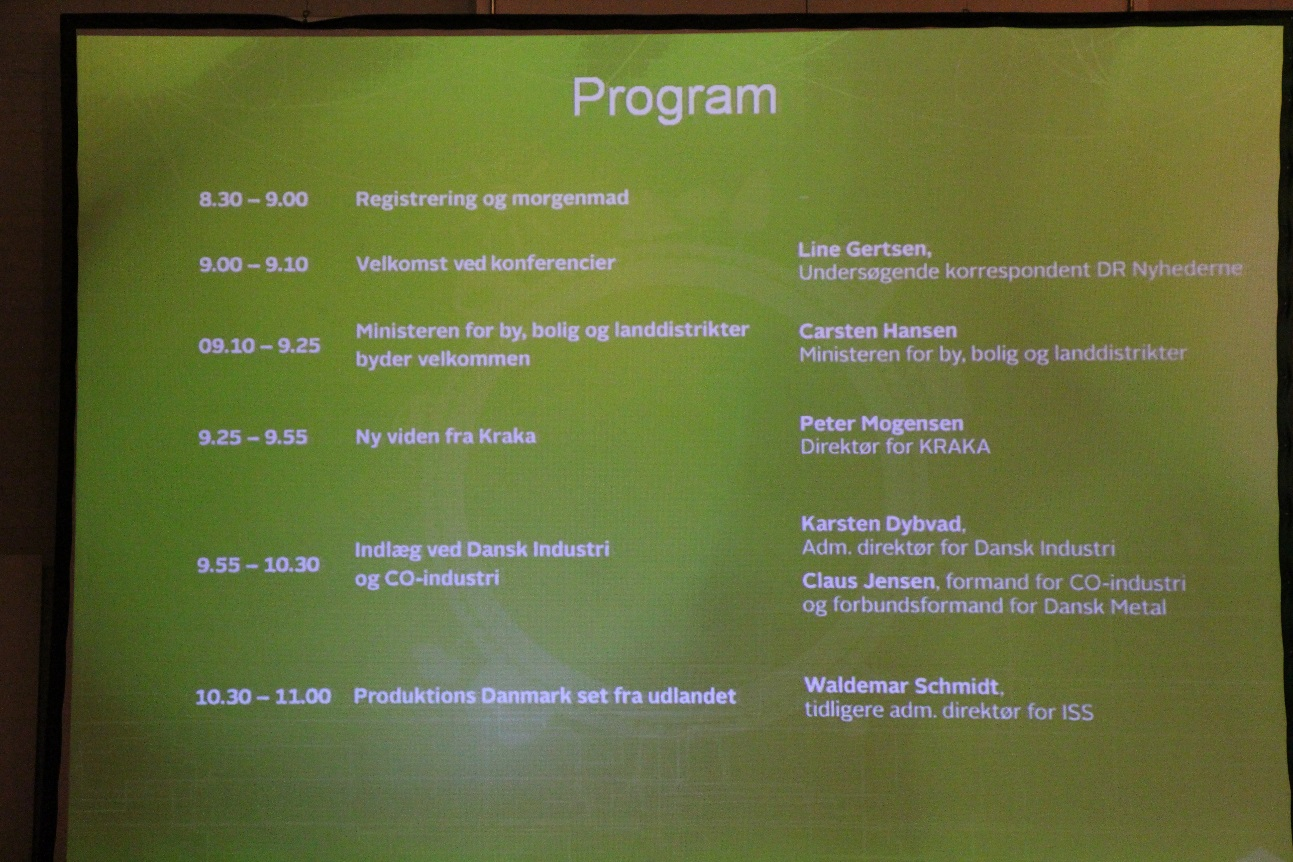 Program
8.30 – 9.00 Registrering og morgenmad
9.00 – 9.10 Velkomst ved konferencier
Line Gertsen,
Undersøgende korrespondent DR Nyhederne
09.10 – 9.25
Ministeren for by, bolig og landdistrikter
byder velkommen
Carsten Hansen
Ministeren for by, bolig og landdistrikter
9.25 – 9.55 Ny viden fra Kraka
Peter Mogensen
Direktør for KRAKA
9.55 – 10.30
Indlæg ved Dansk Industri
og CO-industri
Karsten Dybvad,
Adm. direktør for Dansk Industri
Claus Jensen, formand for CO-industri
og forbundsformand for Dansk Metal
10.30 – 11.00 Produktions Danmark set fra udlandet
Waldemar Schmidt,
tidligere adm. direktør for ISS